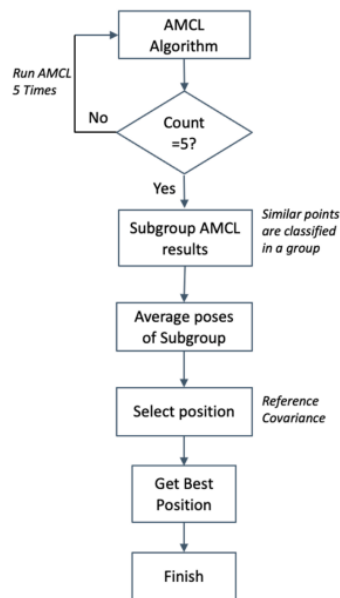 AMCL
Algorithm
Run AMCL
5 Times
No
Count
=5?
Yes
Subgroup AMCL
results
Similar points
are classified
in a group
Average poses
of Subgroup
Select position
Reference
Covariance
Get Best
Position
Finish